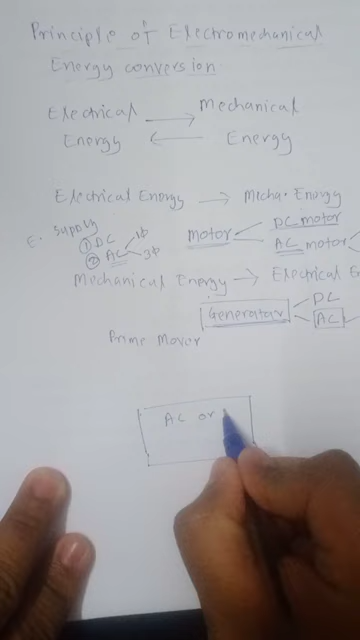 Principle of Electromechanical
Energy conversion.
Electrical → Mechanical
Energy ← Energy
Electrical Energy → Mecha. Energy
E. Supply
① DC
② AC 1Φ
3Φ
Motor DC motor
AC motor
Mechanical Energy → Electrical E
Generatar DC
AC
Prime Mover
AC or